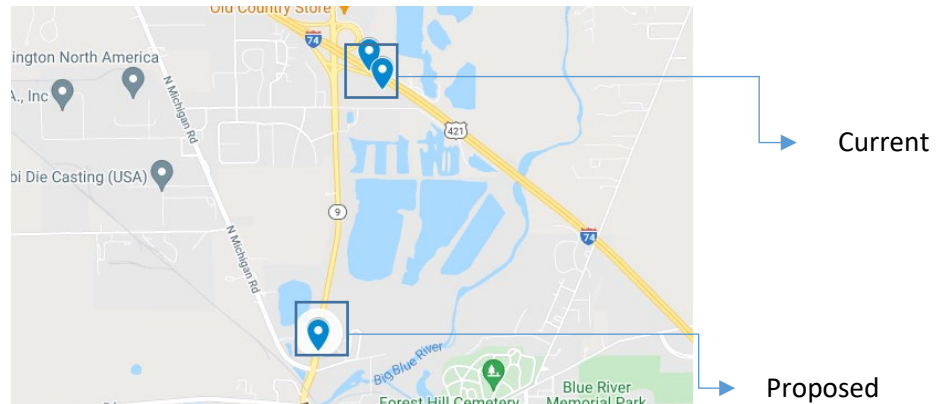 Old Country Store
74
ington North America
A., Inc
N Michigan Rd
421
Current
bi Die Casting (USA)
9
74
N Michigan Rd
Big Blue River
Blue River
Proposed
Forest Hill Cemetery
Memorial Park